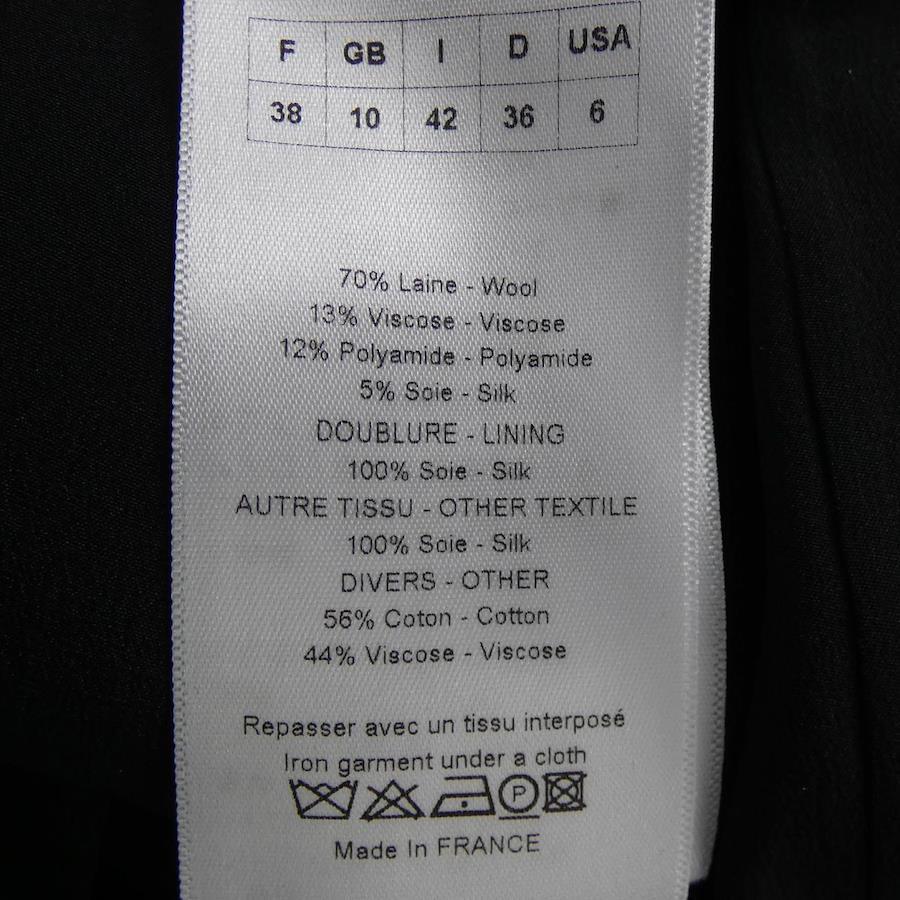 F GB I D USA
38 10 42 36 6
70% Laine - Wool
13% Viscose - Viscose
12% Polyamide - Polyamide
5% Soie - Silk
DOUBLURE - LINING
100% Soie - Silk
AUTRE TISSU - OTHER TEXTILE
100% Soie - Silk
DIVERS - OTHER
56% Coton - Cotton
44% Viscose - Viscose
Repasser avec un tissu interposé
Iron garment under a cloth
P
Made In FRANCE